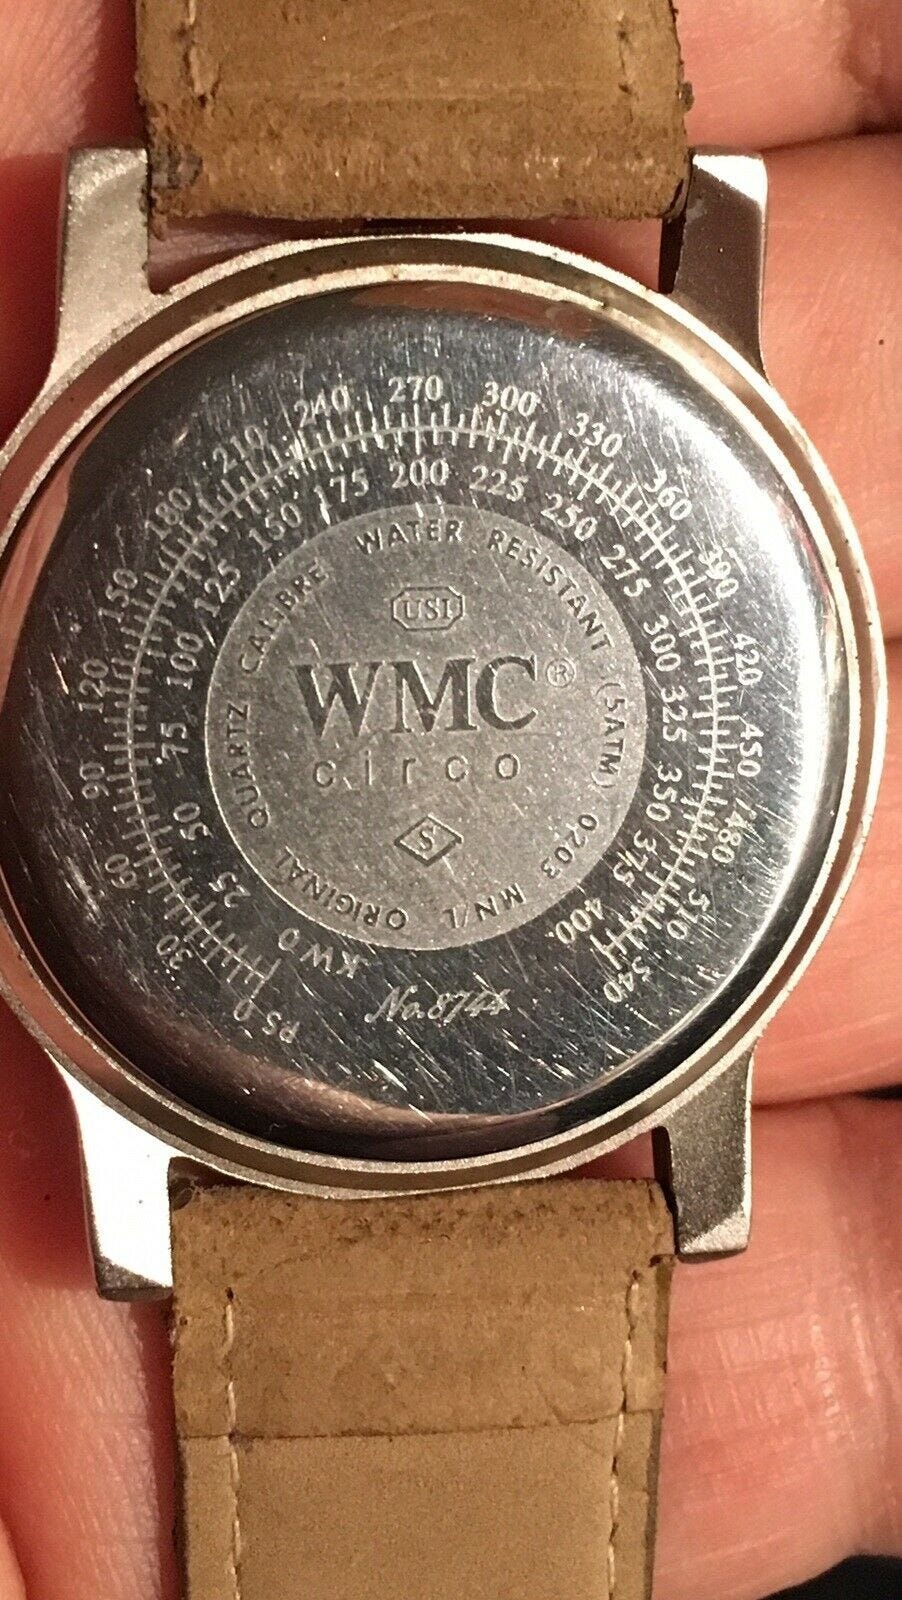 PS 0 30 60 90 120 150 180 210 240 270 300 330 360 390 420 450 480 510 540
KW 0 25 50 75 100 125 150 175 200 225 250 275 300 325 350 375 400.
ORIGINAL QUARTZ CALIBRE WATER RESISTANT (5ATM) 0203 MN/L
USI
WMC®
circo
S
No. 8744